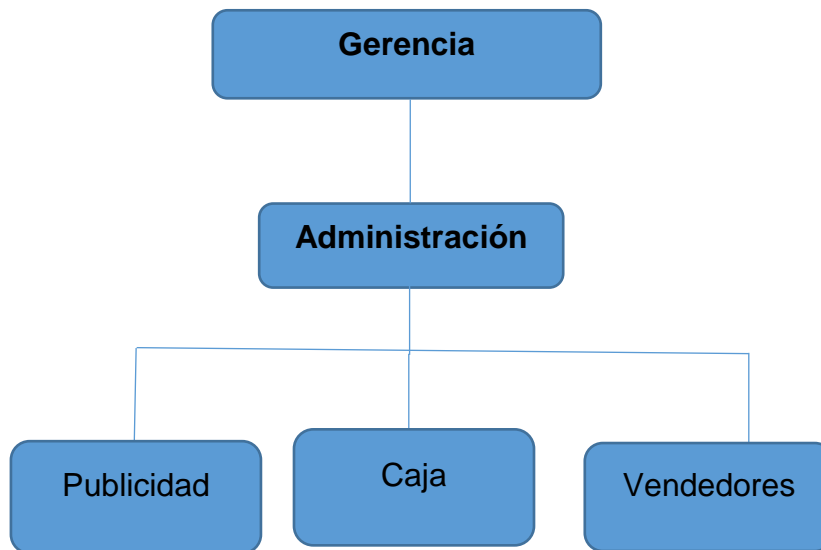 Gerencia
Administración
Publicidad
Caja
Vendedores